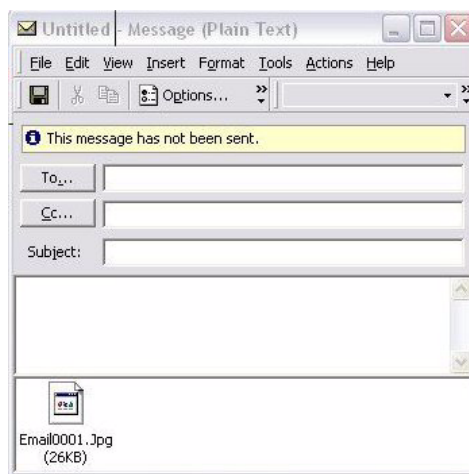 Untitled - Message (Plain Text)
File Edit View Insert Format Tools Actions Help
Options...
This message has not been sent.
To...
Cc...
Subject:
Email0001.Jpg
(26KB)